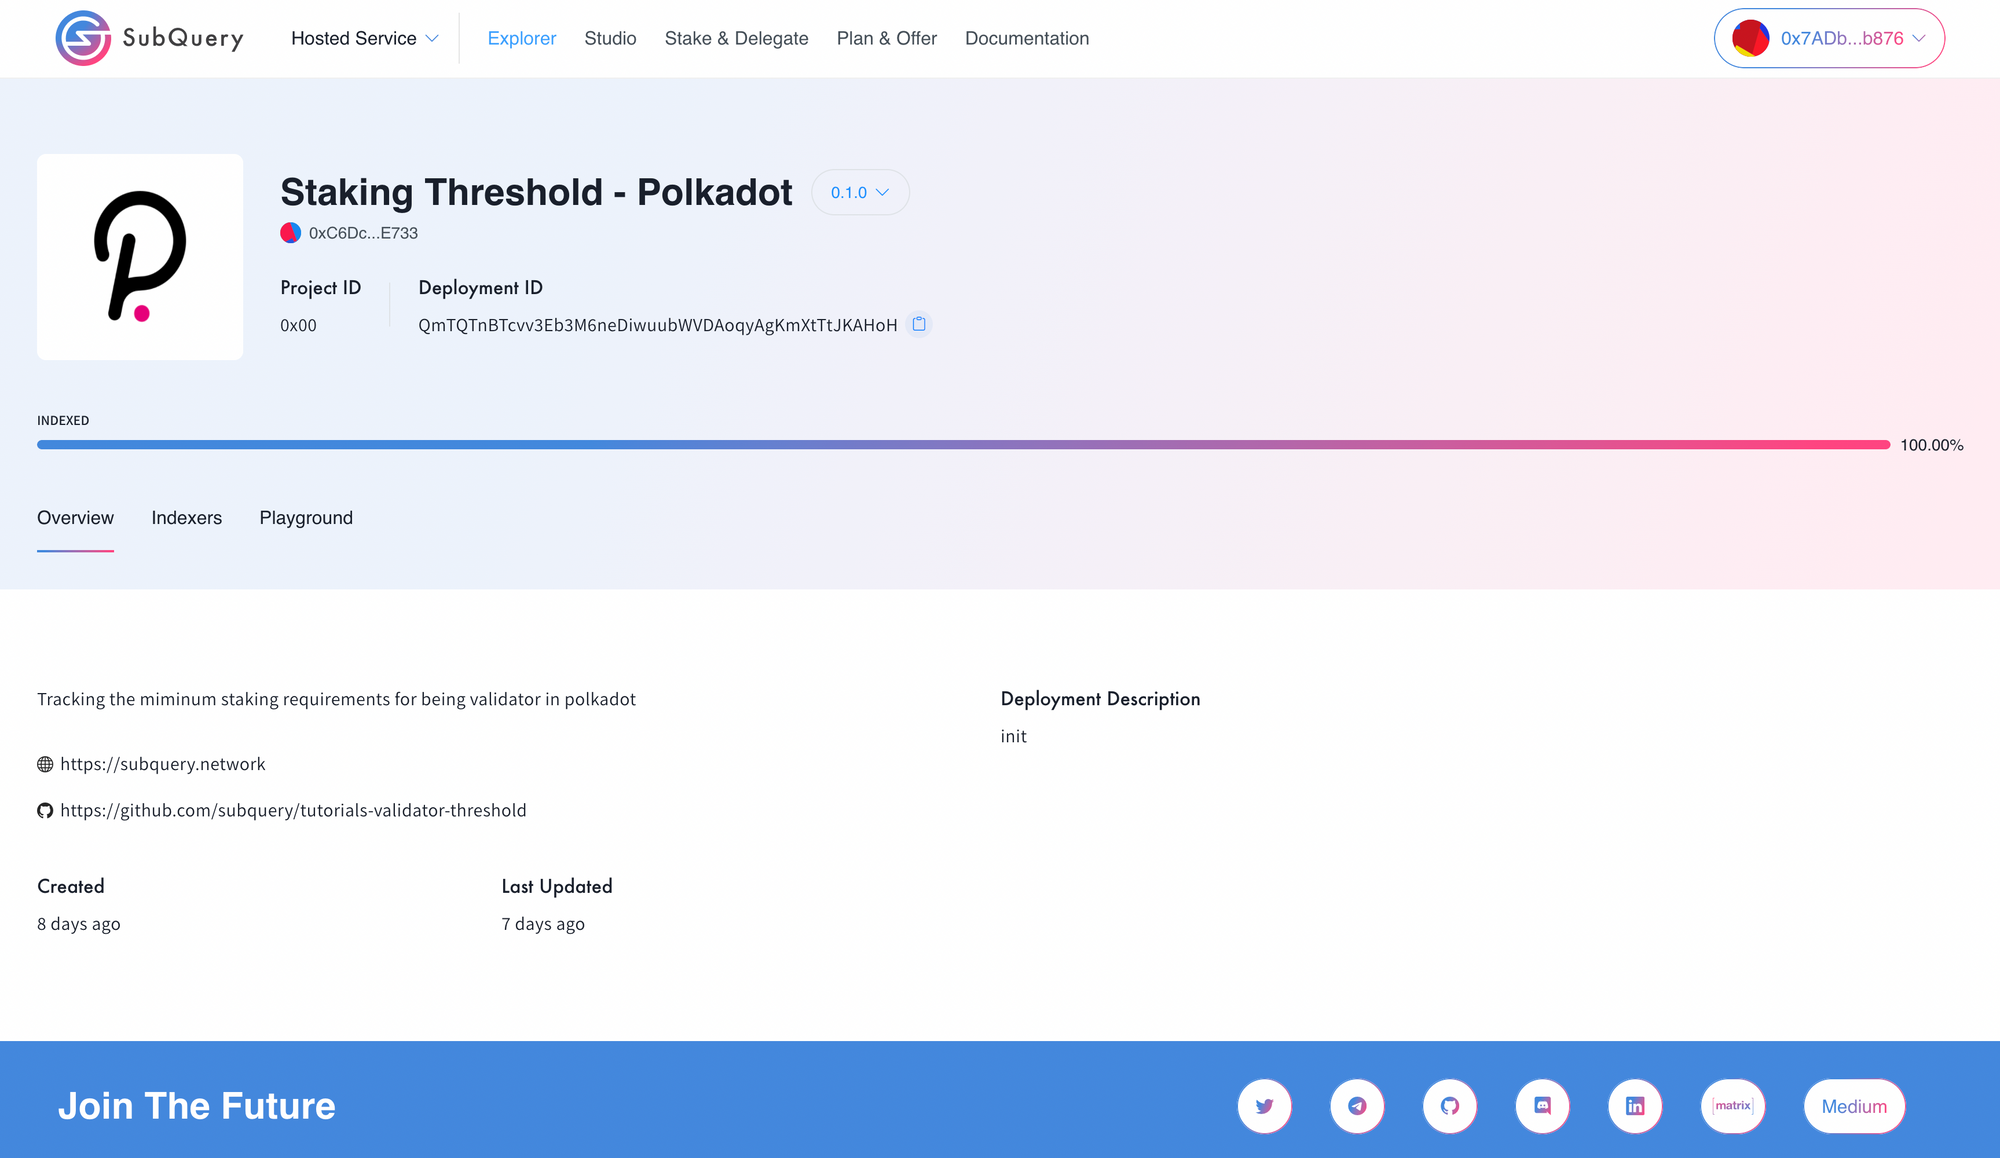 SubQuery
Hosted Service
Explorer
Studio
Stake & Delegate
Plan & Offer
Documentation
0x7ADb...b876
Staking Threshold - Polkadot
0.1.0
0xC6Dc...E733
Project ID
Deployment ID
0x00
QmTQTnBTcvv3Eb3M6neDiwuubWVDAoqyAgKmXtTtJKAHoH
INDEXED
100.00%
Overview
Indexers
Playground
Tracking the miminum staking requirements for being validator in polkadot
Deployment Description
init
https://subquery.network
https://github.com/subquery/tutorials-validator-threshold
Created
Last Updated
8 days ago
7 days ago
Join The Future
in
[matrix]
Medium